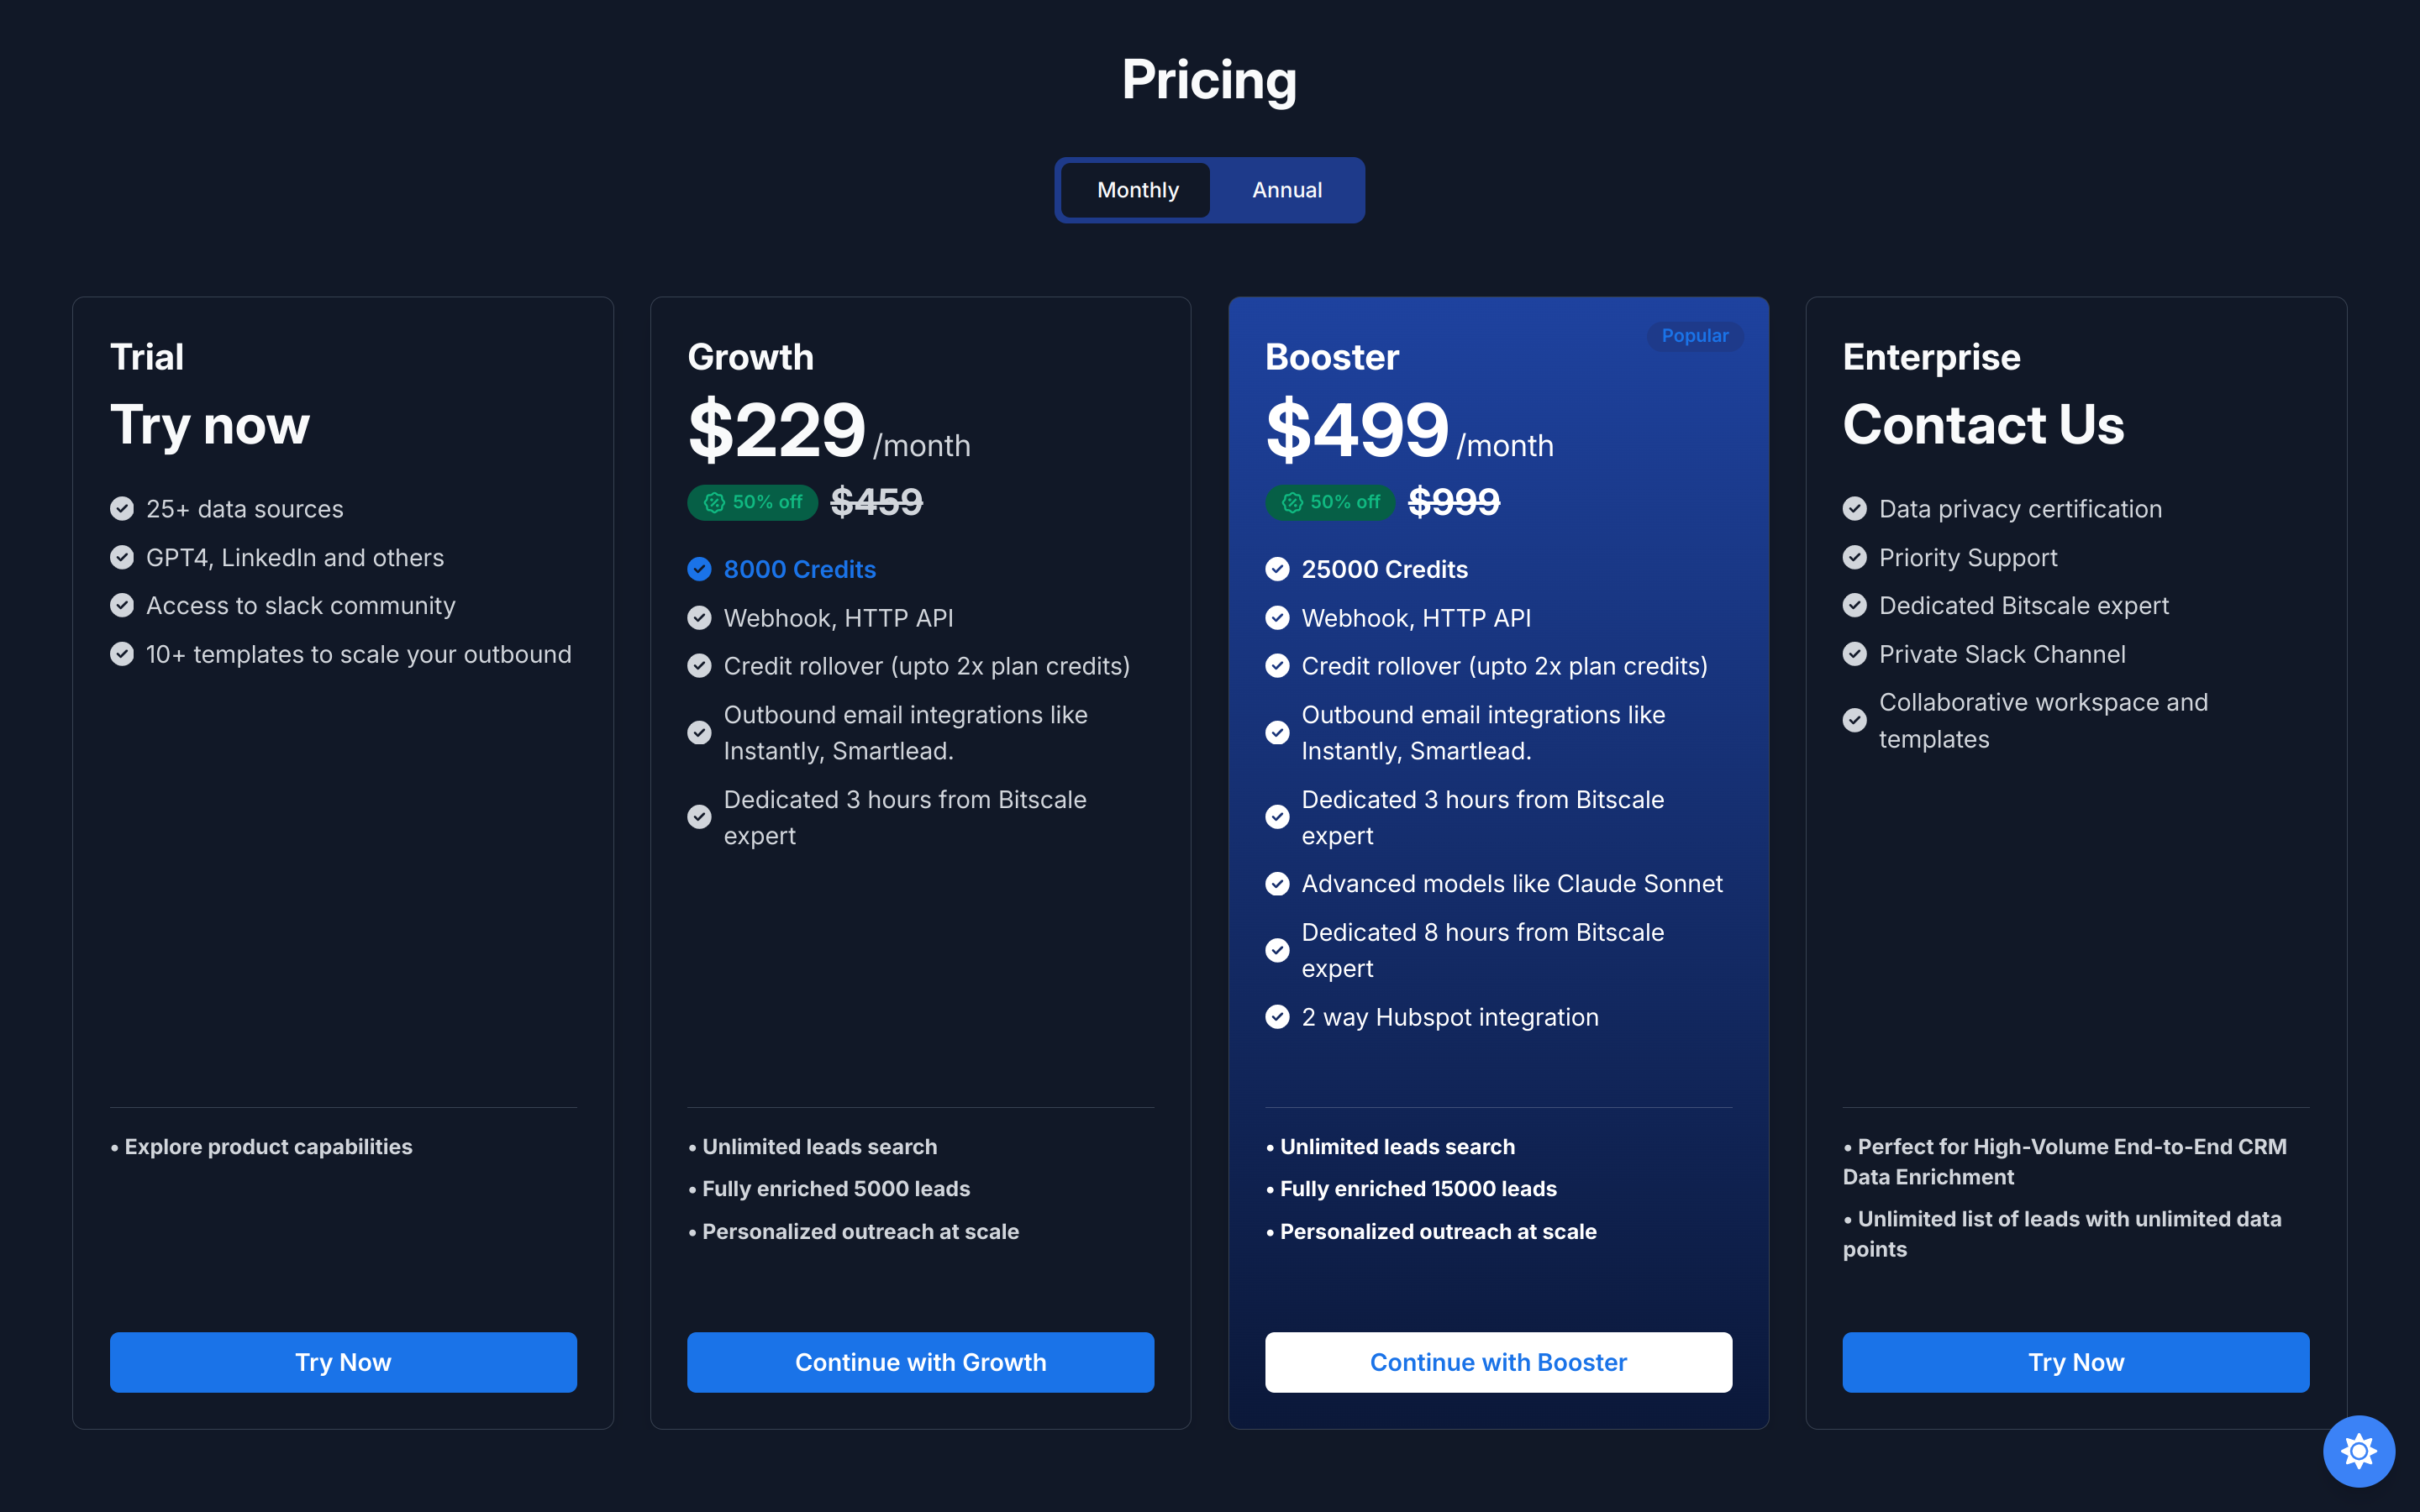 Pricing
Monthly
Annual
Trial
Try now
25+ data sources
GPT4, LinkedIn and others
Access to slack community
10+ templates to scale your outbound
• Explore product capabilities
Try Now
Growth
$229 /month
50% off $459
8000 Credits
Webhook, HTTP API
Credit rollover (upto 2x plan credits)
Outbound email integrations like
Instantly, Smartlead.
Dedicated 3 hours from Bitscale
expert
• Unlimited leads search
• Fully enriched 5000 leads
• Personalized outreach at scale
Continue with Growth
Popular
Booster
$499 /month
50% off $999
25000 Credits
Webhook, HTTP API
Credit rollover (upto 2x plan credits)
Outbound email integrations like
Instantly, Smartlead.
Dedicated 3 hours from Bitscale
expert
Advanced models like Claude Sonnet
Dedicated 8 hours from Bitscale
expert
2 way Hubspot integration
• Unlimited leads search
• Fully enriched 15000 leads
• Personalized outreach at scale
Continue with Booster
Enterprise
Contact Us
Data privacy certification
Priority Support
Dedicated Bitscale expert
Private Slack Channel
Collaborative workspace and
templates
• Perfect for High-Volume End-to-End CRM
Data Enrichment
• Unlimited list of leads with unlimited data
points
Try Now